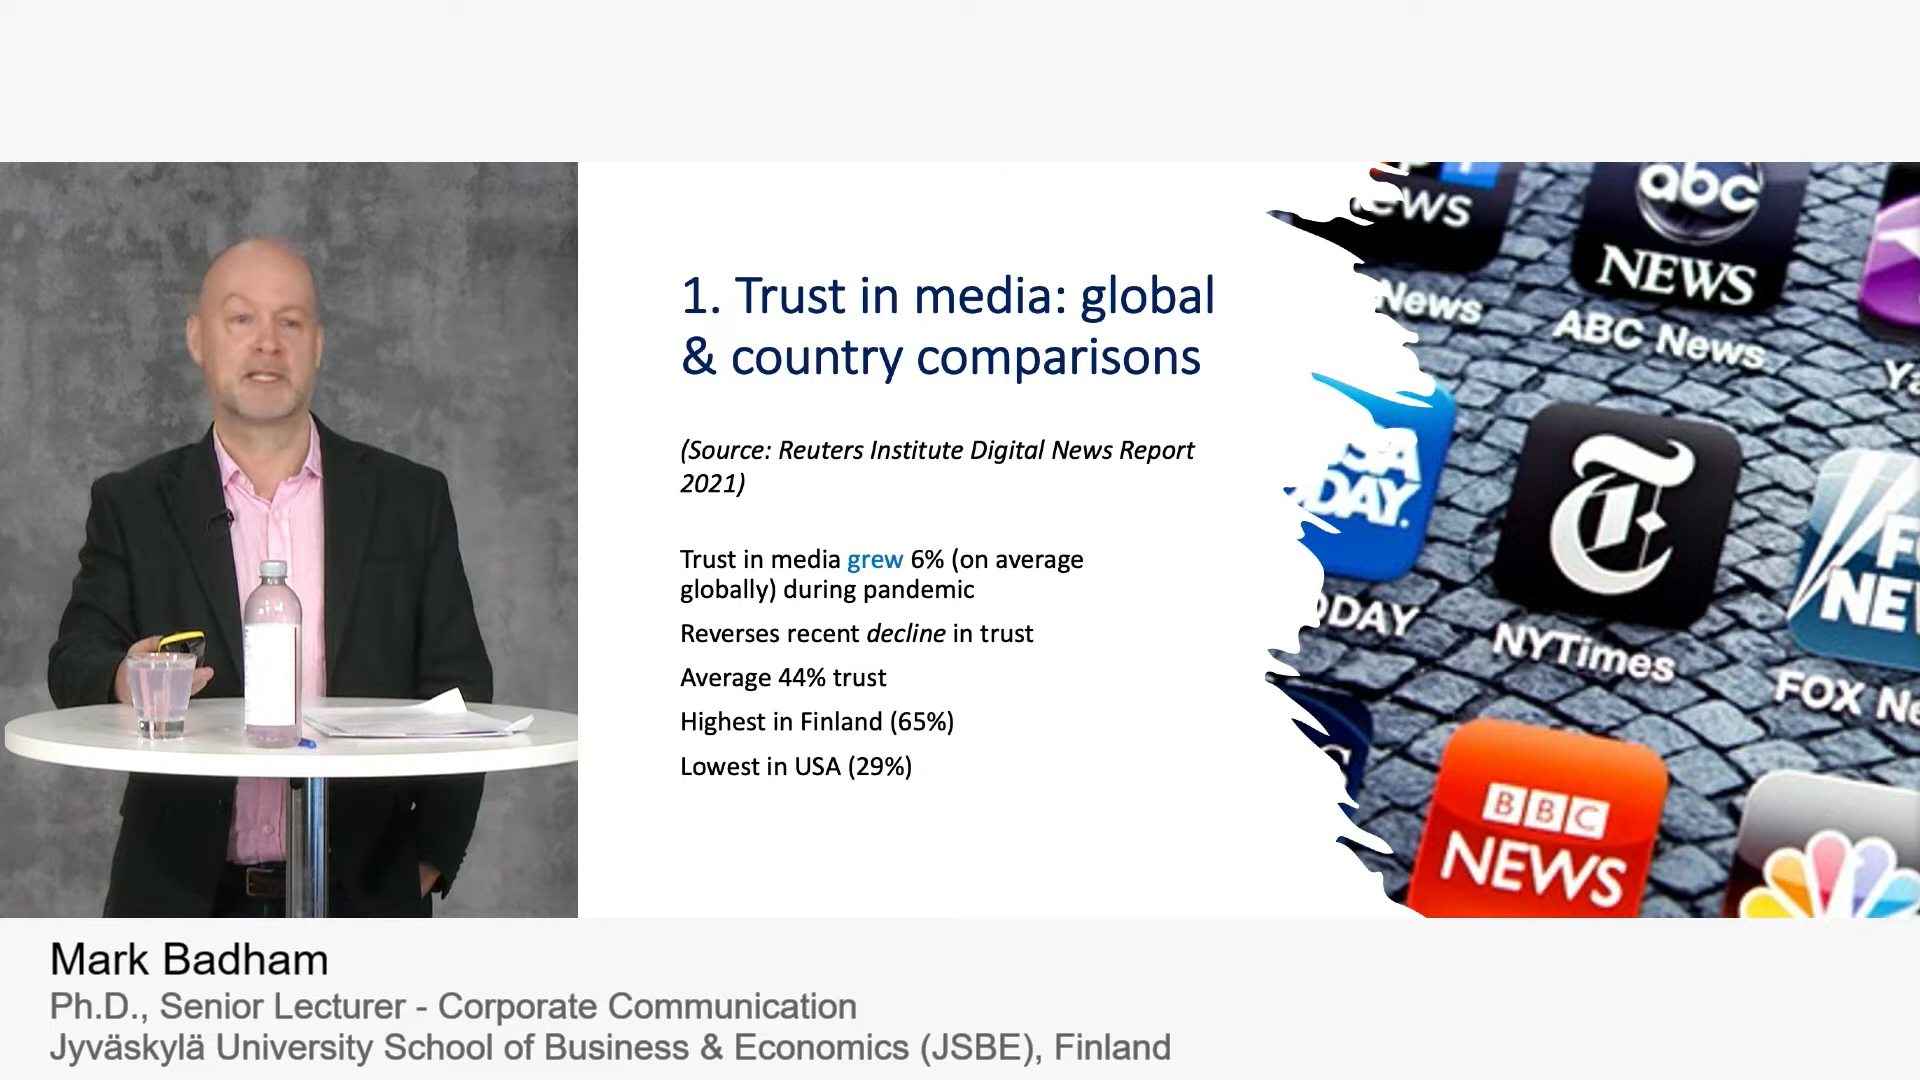 1. Trust in media: global
& country comparisons
(Source: Reuters Institute Digital News Report
2021)
Trust in media grew 6% (on average
globally) during pandemic
Reverses recent decline in trust
Average 44% trust
Highest in Finland (65%)
Lowest in USA (29%)
abc
NEWS
News
ABC News
DAY.
NYTimes
FOX
BBC
NEWS
Mark Badham
Ph.D., Senior Lecturer - Corporate Communication
Jyväskylä University School of Business & Economics (JSBE), Finland